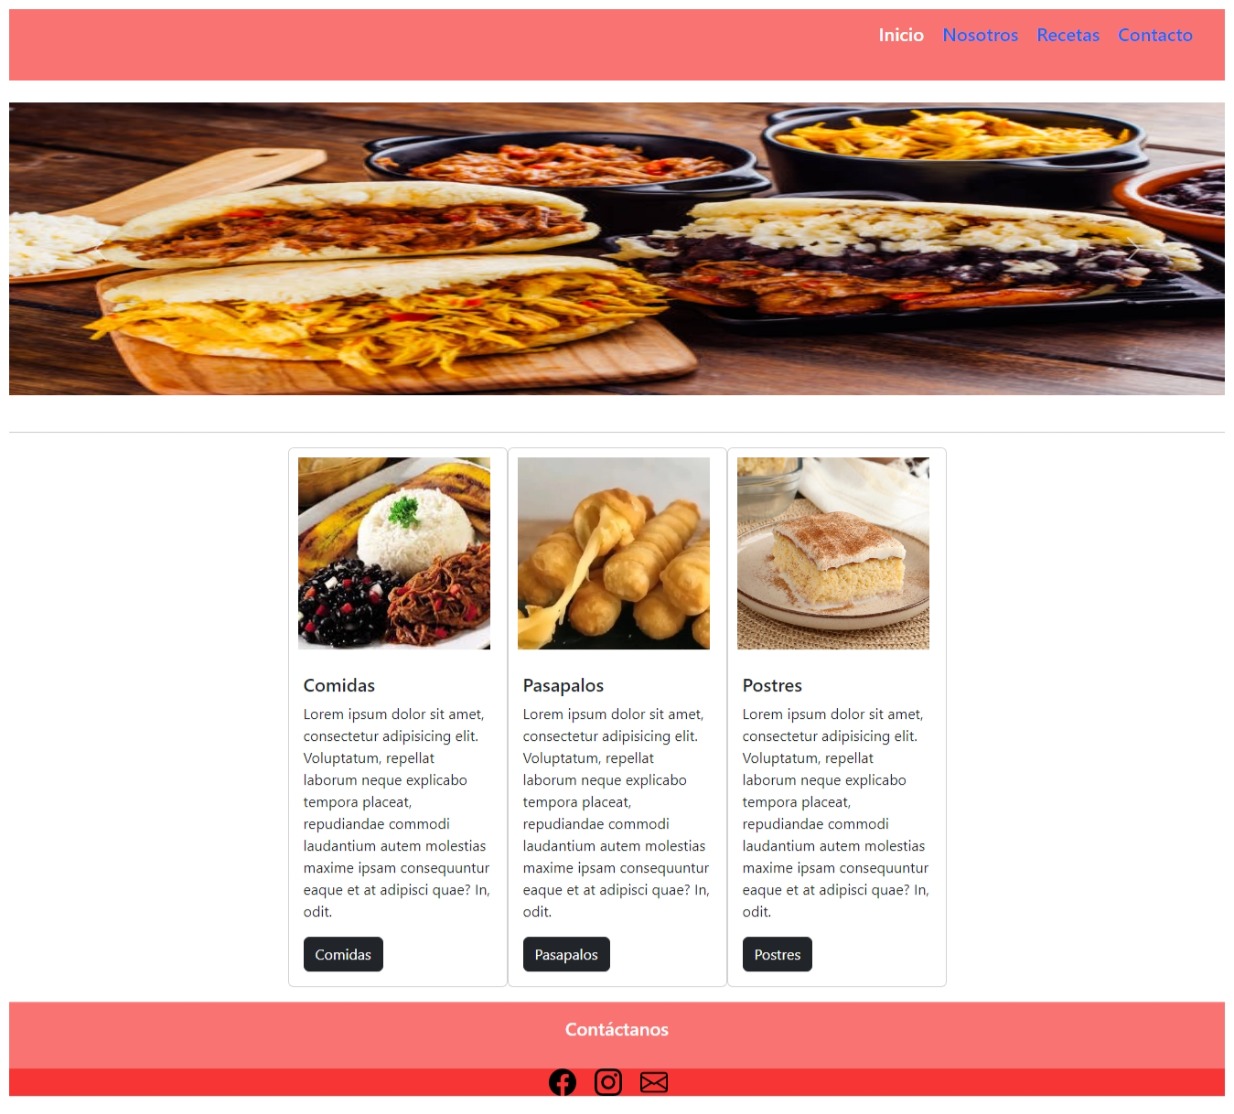 Inicio Nosotros Recetas Contacto
Comidas
Lorem ipsum dolor sit amet,
consectetur adipisicing elit.
Voluptatum, repellat
laborum neque explicabo
tempora placeat,
repudiandae commodi
laudantium autem molestias
maxime ipsam consequuntur
eaque et at adipisci quae? In,
odit.
Comidas
Pasapalos
Lorem ipsum dolor sit amet,
consectetur adipisicing elit.
Voluptatum, repellat
laborum neque explicabo
tempora placeat,
repudiandae commodi
laudantium autem molestias
maxime ipsam consequuntur
eaque et at adipisci quae? In,
odit.
Pasapalos
Postres
Lorem ipsum dolor sit amet,
consectetur adipisicing elit.
Voluptatum, repellat
laborum neque explicabo
tempora placeat,
repudiandae commodi
laudantium autem molestias
maxime ipsam consequuntur
eaque et at adipisci quae? In,
odit.
Postres
Contáctanos